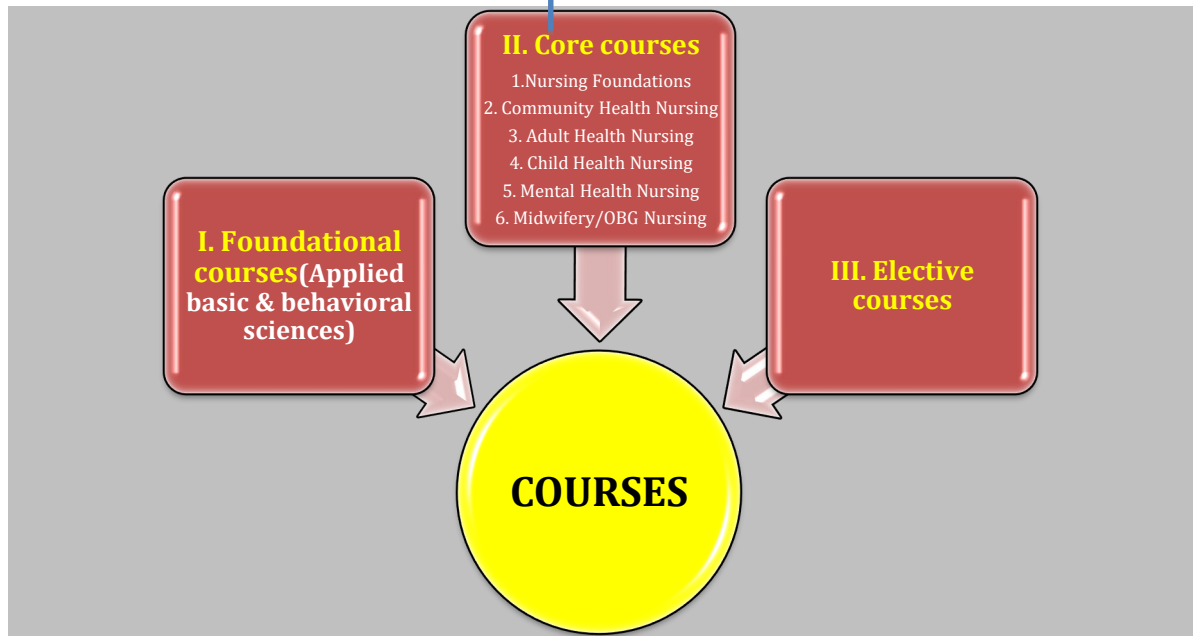 II. Core courses
1.Nursing Foundations
2. Community Health Nursing
3. Adult Health Nursing
4. Child Health Nursing
5. Mental Health Nursing
6. Midwifery/OBG Nursing
I. Foundational
courses(Applied
basic & behavioral
sciences)
III. Elective
courses
COURSES